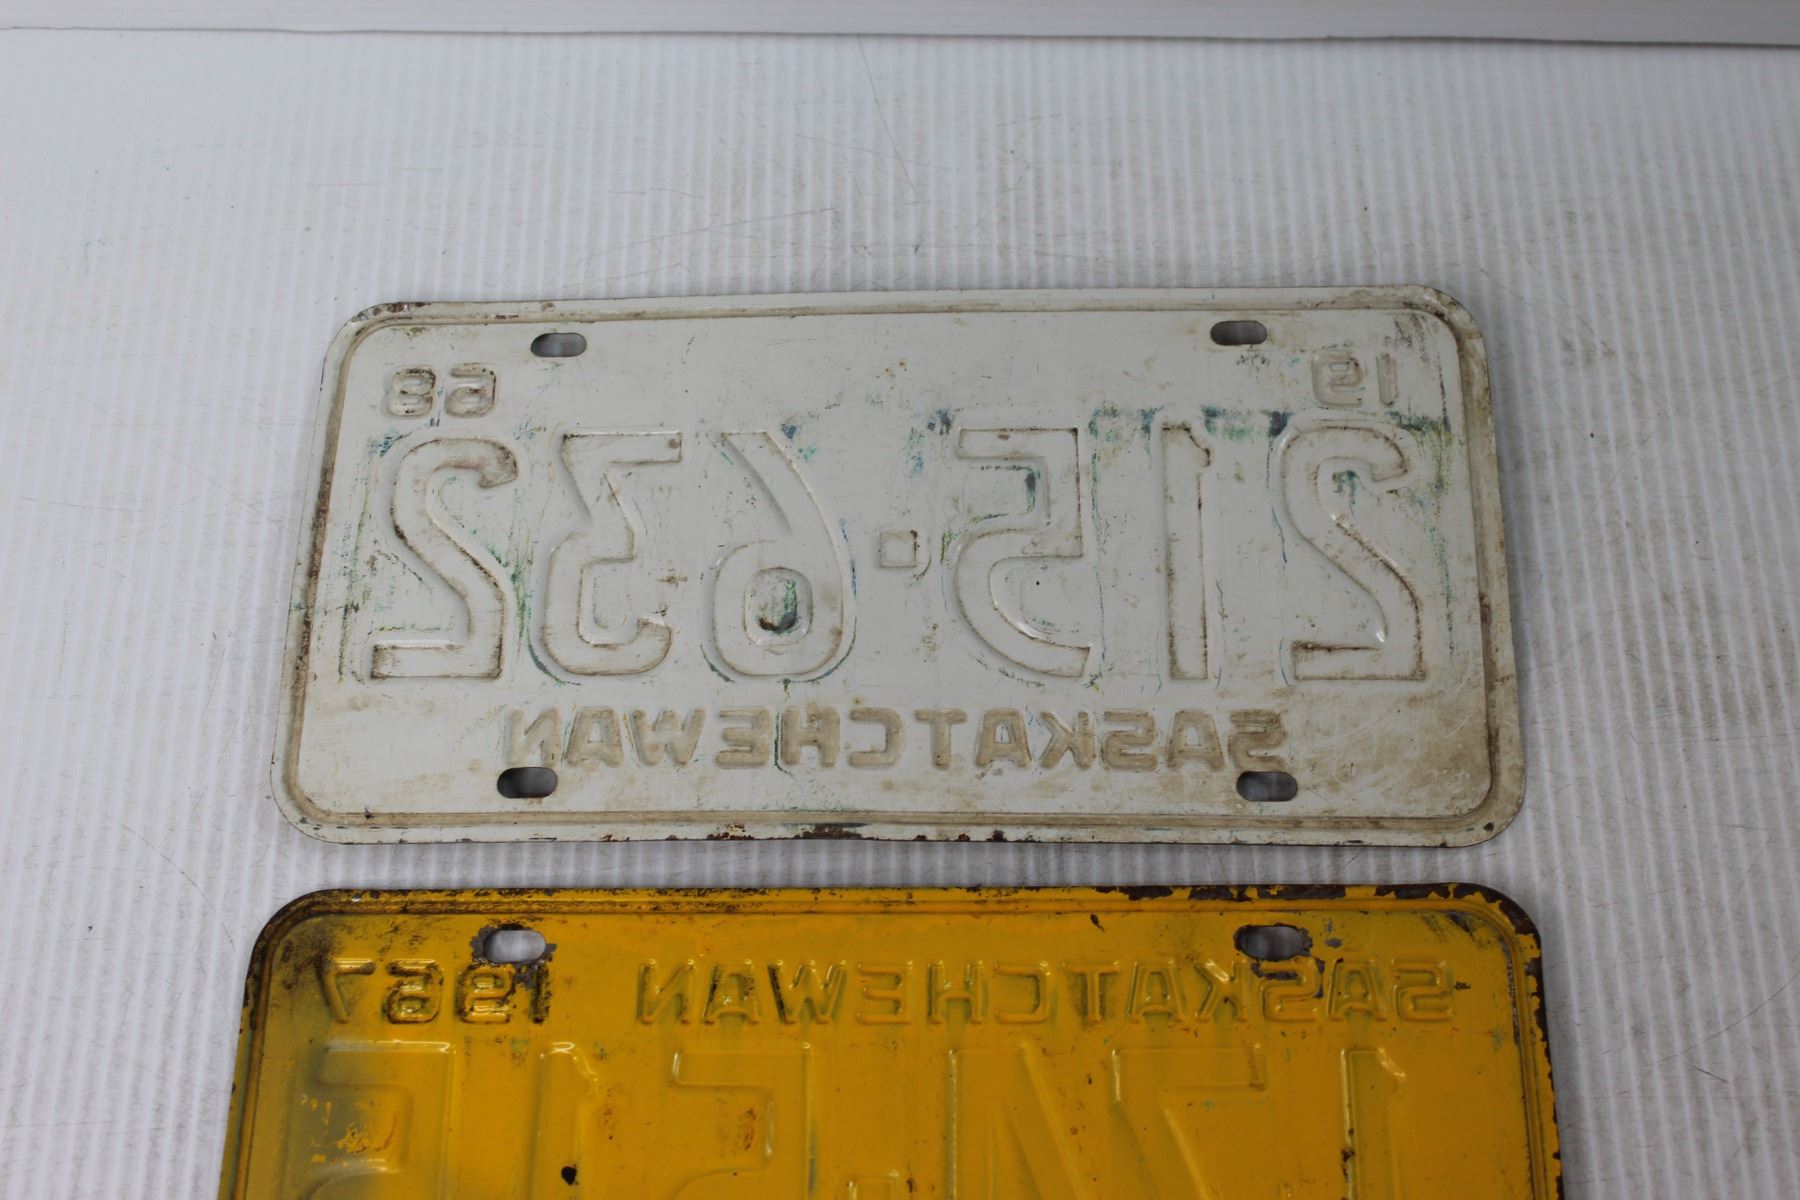 19 68
215·632
SASKATCHEWAN
SASKATCHEWAN 1967